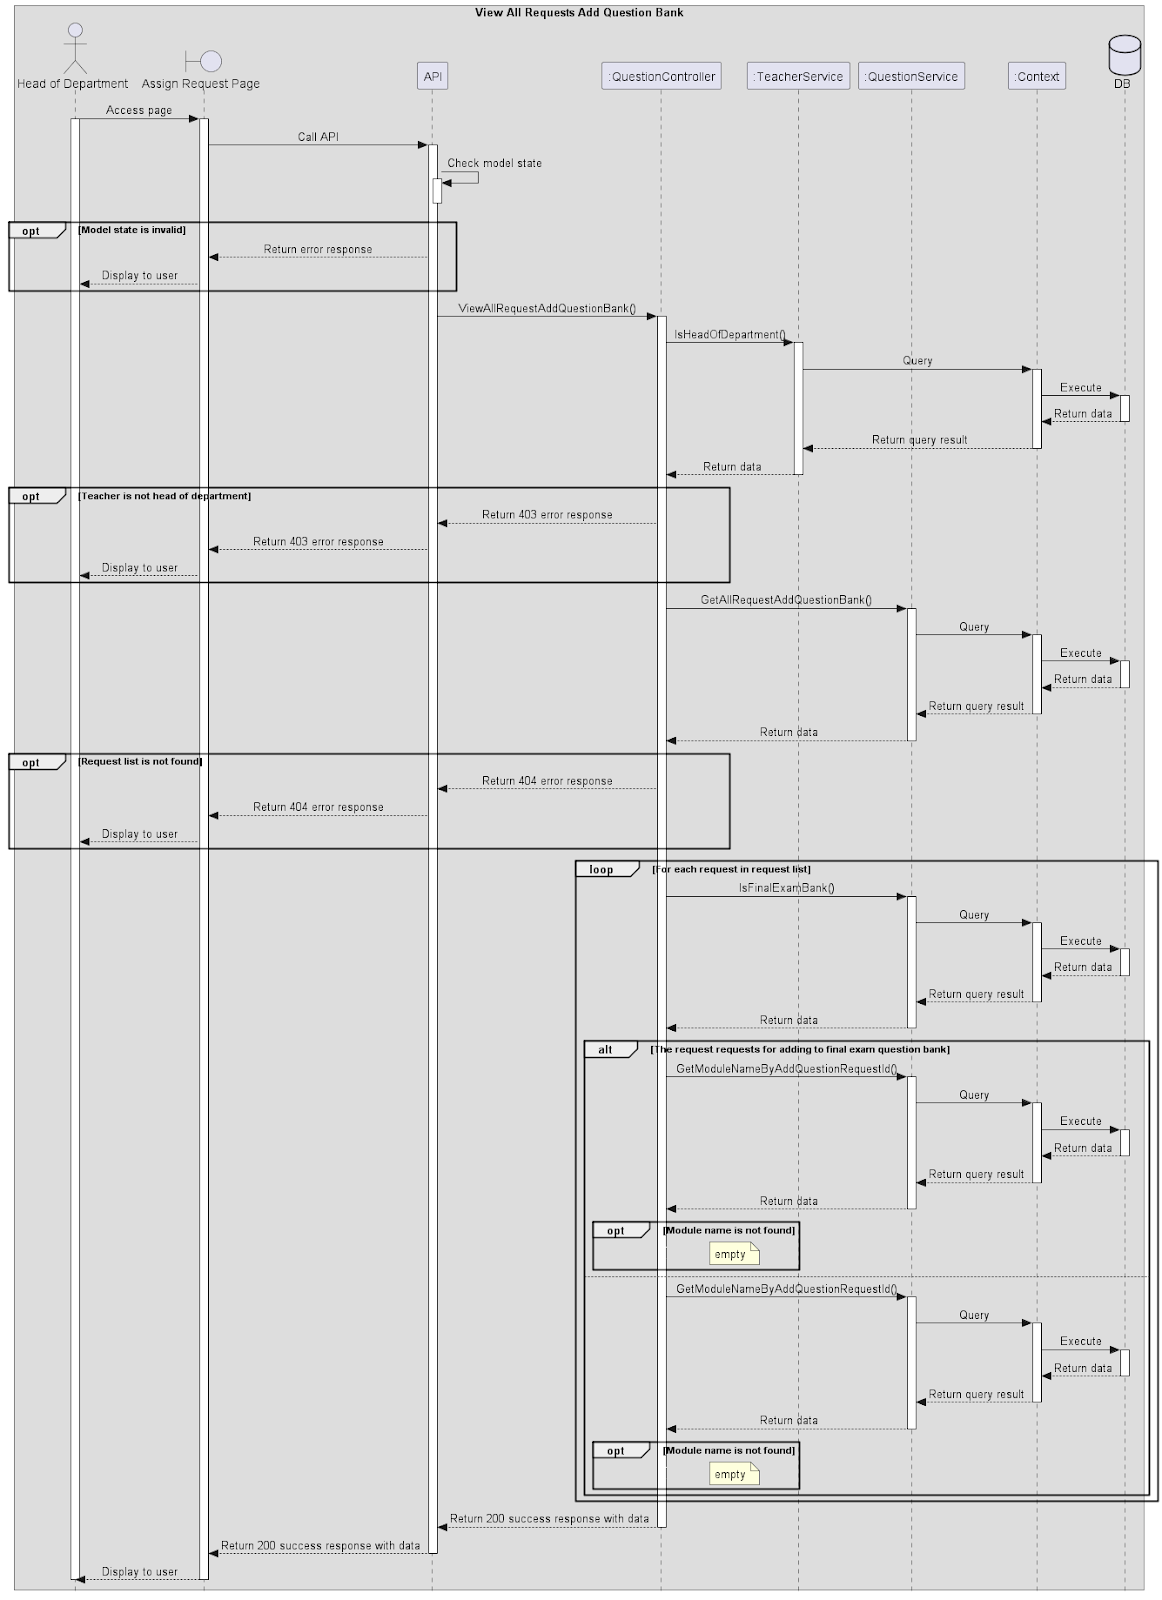 View All Requests Add Question Bank
Head of Department
Assign Request Page
API
:QuestionController
:TeacherService
:QuestionService
:Context
DB
Access page
Call API
Check model state
opt
[Model state is invalid]
Return error response
Display to user
ViewAllRequestAddQuestionBank()
IsHeadOfDepartment()
Query
Execute
Return data
Return query result
Return data
opt
[Teacher is not head of department]
Return 403 error response
Return 403 error response
Display to user
GetAllRequestAddQuestionBank()
Query
Execute
Return data
Return query result
Return data
opt
[Request list is not found]
Return 404 error response
Return 404 error response
Display to user
loop
[For each request in request list]
IsFinalExamBank()
Query
Execute
Return data
Return query result
Return data
alt
[The request requests for adding to final exam question bank]
GetModuleNameByAddQuestionRequestId()
Query
Execute
Return data
Return query result
Return data
opt
[Module name is not found]
empty
GetModuleNameByAddQuestionRequestId()
Query
Execute
Return data
Return query result
Return data
opt
[Module name is not found]
empty
Return 200 success response with data
Return 200 success response with data
Display to user